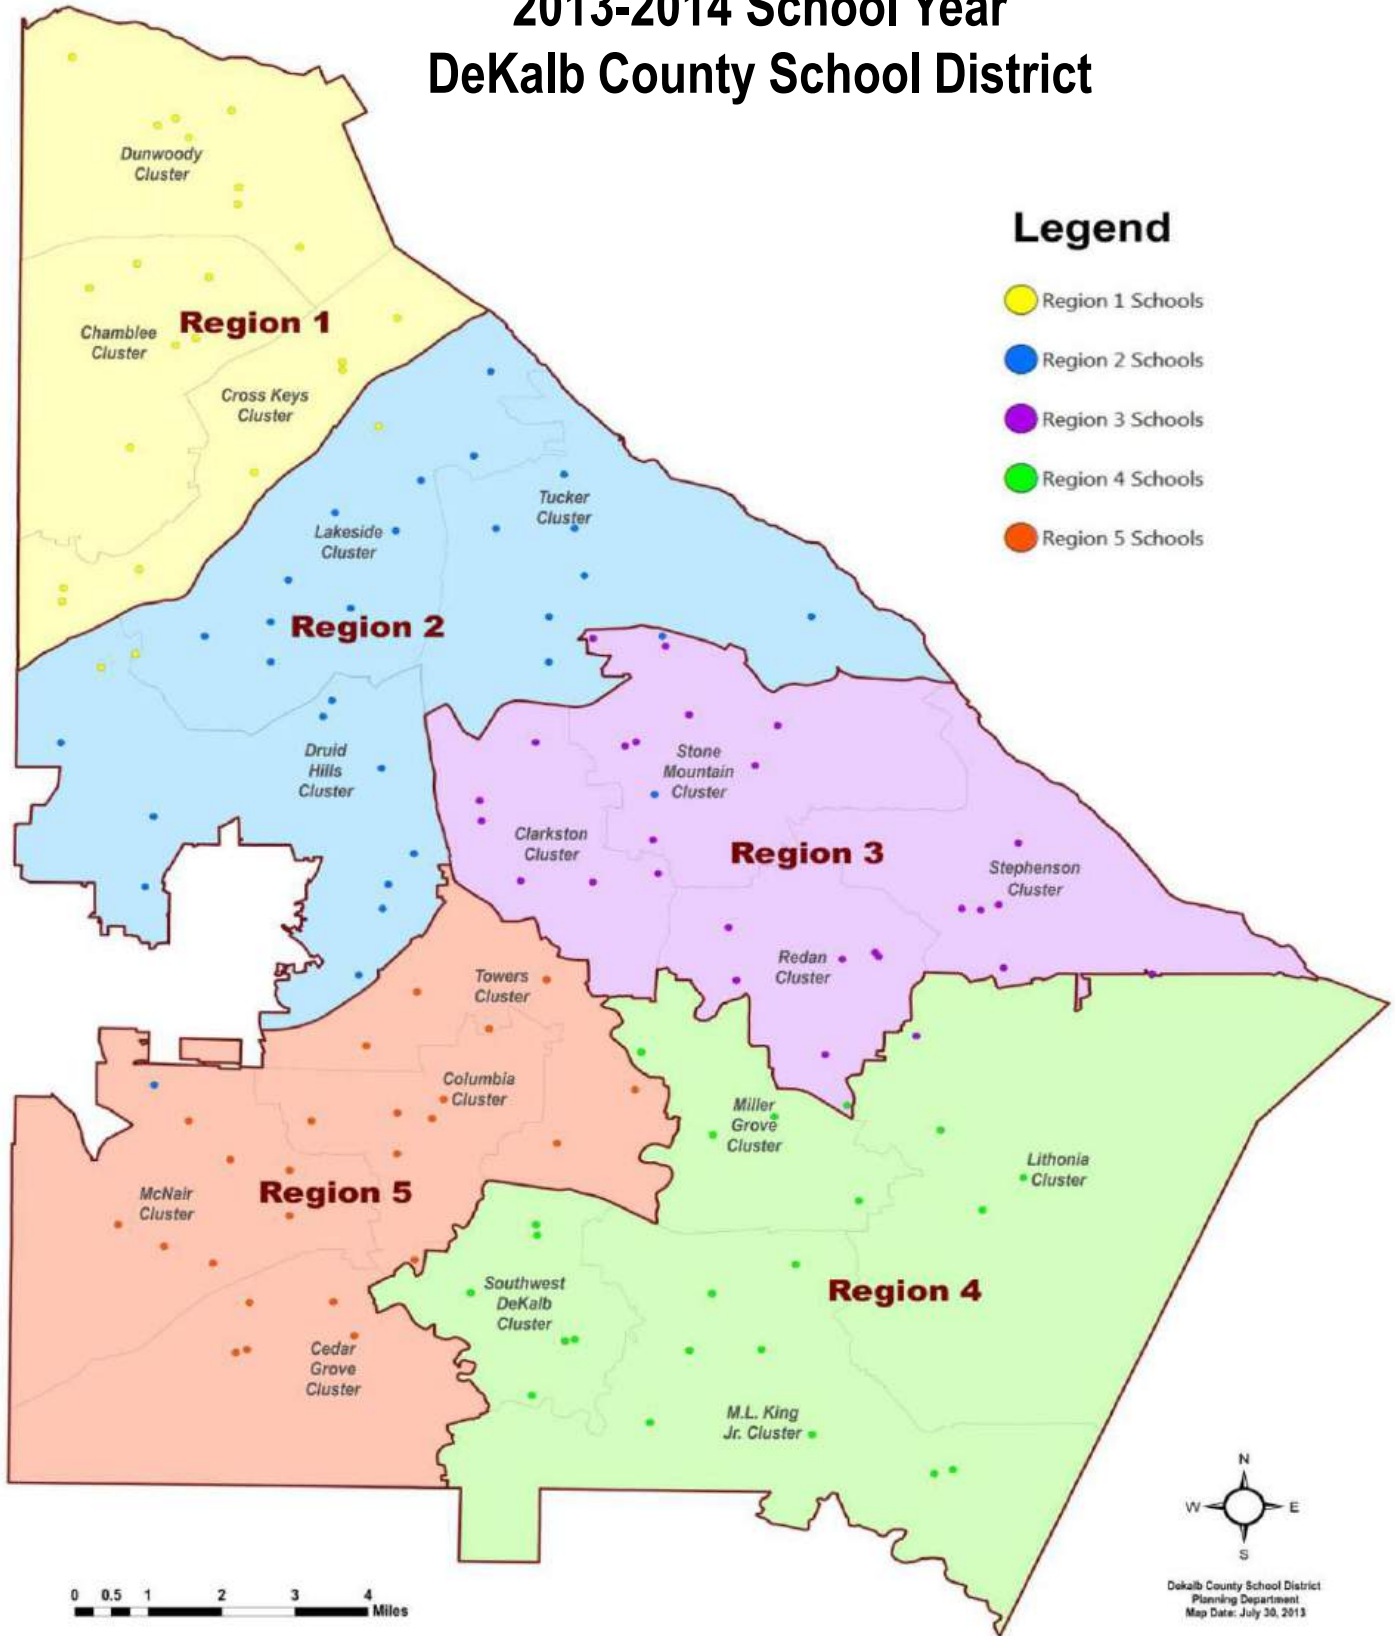 2013-2014 School Year
DeKalb County School District
Legend
Region 1 Schools
Region 2 Schools
Region 3 Schools
Region 4 Schools
Region 5 Schools
Dunwoody
Cluster
Region 1
Chamblee
Cluster
Cross Keys
Cluster
Tucker
Cluster
Lakeside
Cluster
Region 2
Druid
Hills
Cluster
Stone
Mountain
Cluster
Clarkston
Cluster
Region 3
Stephenson
Cluster
Redan
Cluster
Towers
Cluster
Columbia
Cluster
Miller
Grove
Cluster
Lithonia
Cluster
McNair
Cluster
Region 5
Southwest
DeKalb
Cluster
Region 4
Cedar
Grove
Cluster
M.L. King
Jr. Cluster
N
W E
S
0 0.5 1 2 3 4
Miles
Dekalb County School District
Planning Department
Map Date: July 30, 2013